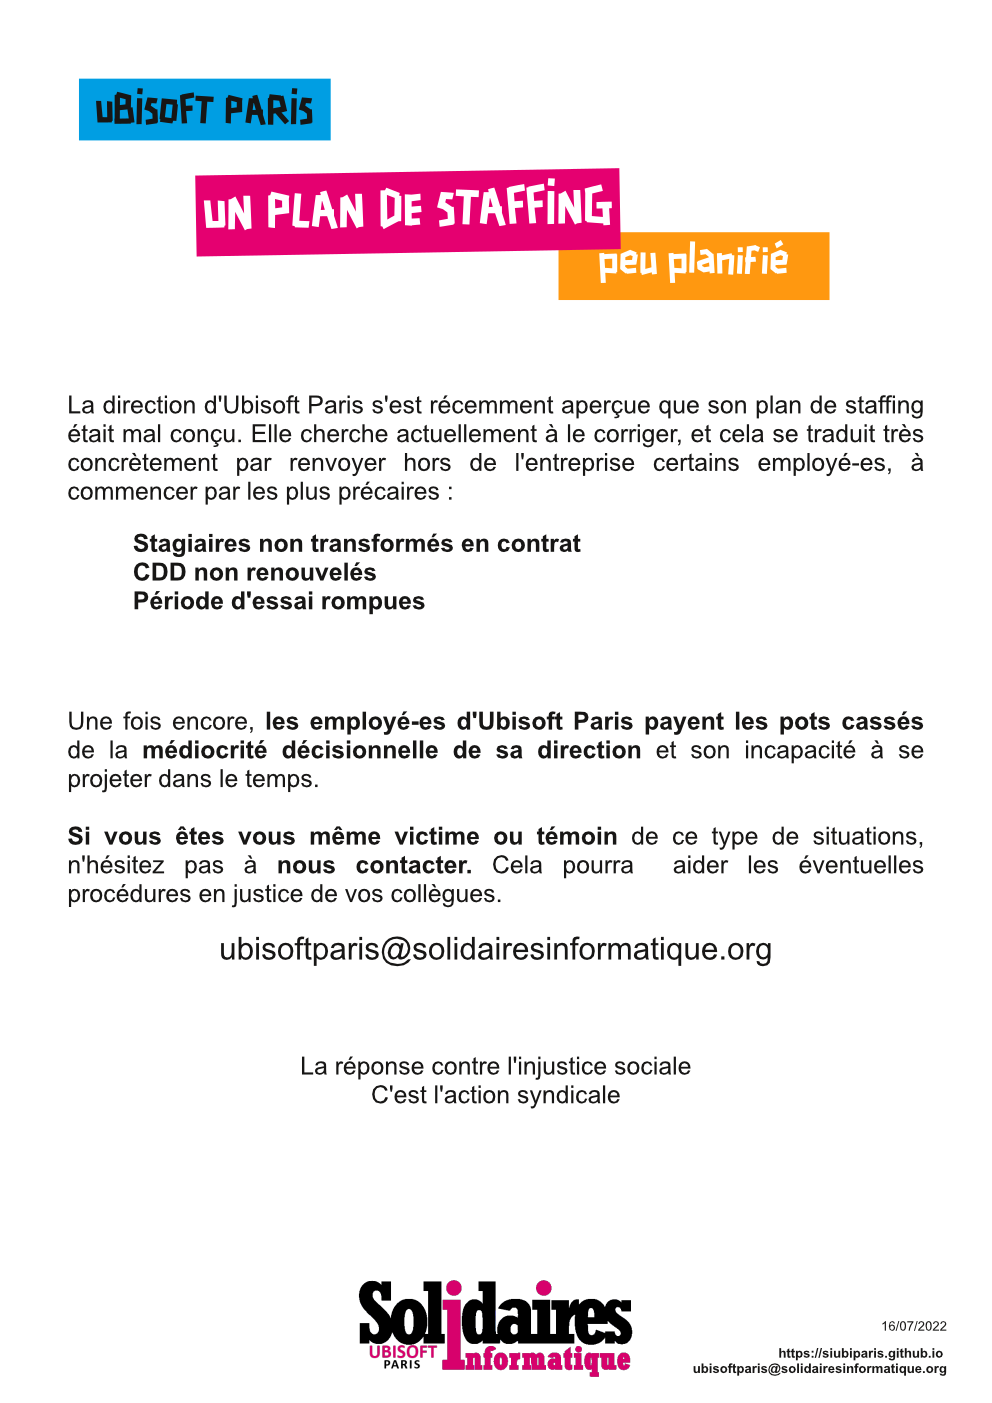 UBISOFT PARIS
UN PLAN DE STAFFING
peu planifié
La direction d'Ubisoft Paris s'est récemment aperçue que son plan de staffing
était mal conçu. Elle cherche actuellement à le corriger, et cela se traduit très
concrètement par renvoyer hors de l'entreprise certains employé-es, à
commencer par les plus précaires :
Stagiaires non transformés en contrat
CDD non renouvelés
Période d'essai rompues
Une fois encore, les employé-es d'Ubisoft Paris payent les pots cassés
de la médiocrité décisionnelle de sa direction et son incapacité à se
projeter dans le temps.
Si vous êtes vous même victime ou témoin de ce type de situations,
n'hésitez pas à nous contacter. Cela pourra aider les éventuelles
procédures en justice de vos collègues.
ubisoftparis@solidairesinformatique.org
La réponse contre l'injustice sociale
C'est l'action syndicale
Solidaires
UBISOFT
PARIS
Informatique
16/07/2022
https://siubiparis.github.io
ubisoftparis@solidairesinformatique.org